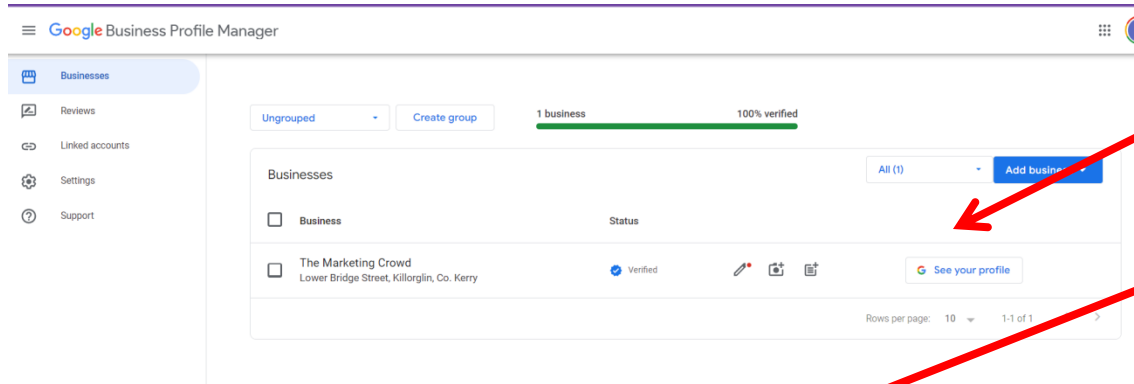 Google Business Profile Manager
Businesses
Reviews
Linked accounts
Settings
Support
Ungrouped
Create group
1 business
100% verified
Businesses
All (1)
Add
Business
Status
The Marketing Crowd
Lower Bridge Street, Killorglin, Co. Kerry
Verified
G See your profile
Rows per page: 10
1-1 of 1